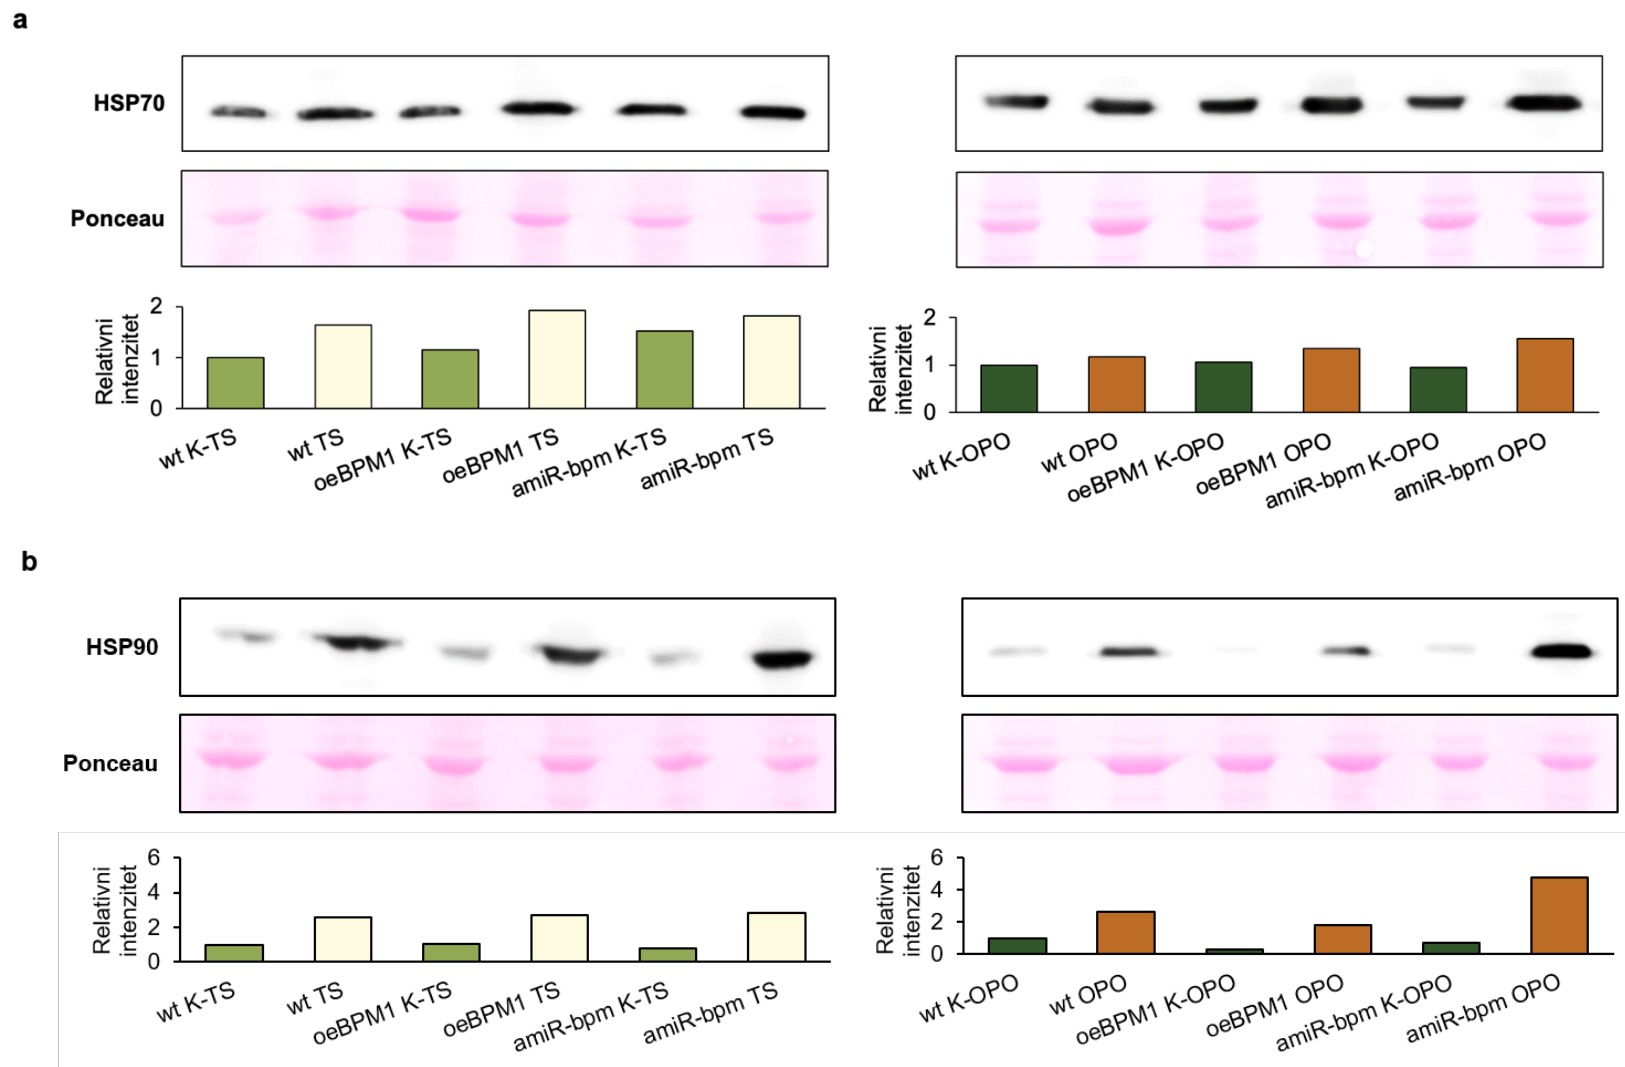 a
HSP70
Ponceau
Relativni
intenzitet
2
1
0
wt K-TS
wt TS
oeBPM1 K-TS
oeBPM1 TS
amiR-bpm K-TS
amiR-bpm TS
Relativni
intenzitet
2
1
0
wt K-OPO
wt OPO
oeBPM1 K-OPO
oeBPM1 OPO
amiR-bpm K-OPO
amiR-bpm OPO
b
HSP90
Ponceau
Relativni
intenzitet
6
4
2
0
wt K-TS
wt TS
oeBPM1 K-TS
oeBPM1 TS
amiR-bpm K-TS
amiR-bpm TS
Relativni
intenzitet
6
4
2
0
wt K-OPO
wt OPO
oeBPM1 K-OPO
oeBPM1 OPO
amiR-bpm K-OPO
amiR-bpm OPO